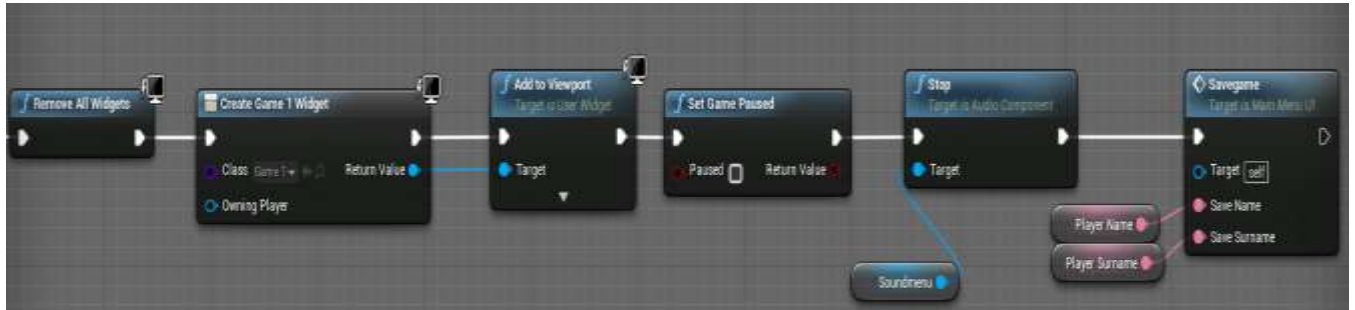 Remove All Widgets
Create Game 1 Widget
Class
Return Value
Owning Player
Add to Viewport
Target is User Widget
Target
Set Game Paused
Paused
Return Value
Stop
Target is Audio Component
Target
Soundmenu
Savegame
Target is Main Menu UI
Target self
Save Name
Save Surname
Player Name
Player Surname